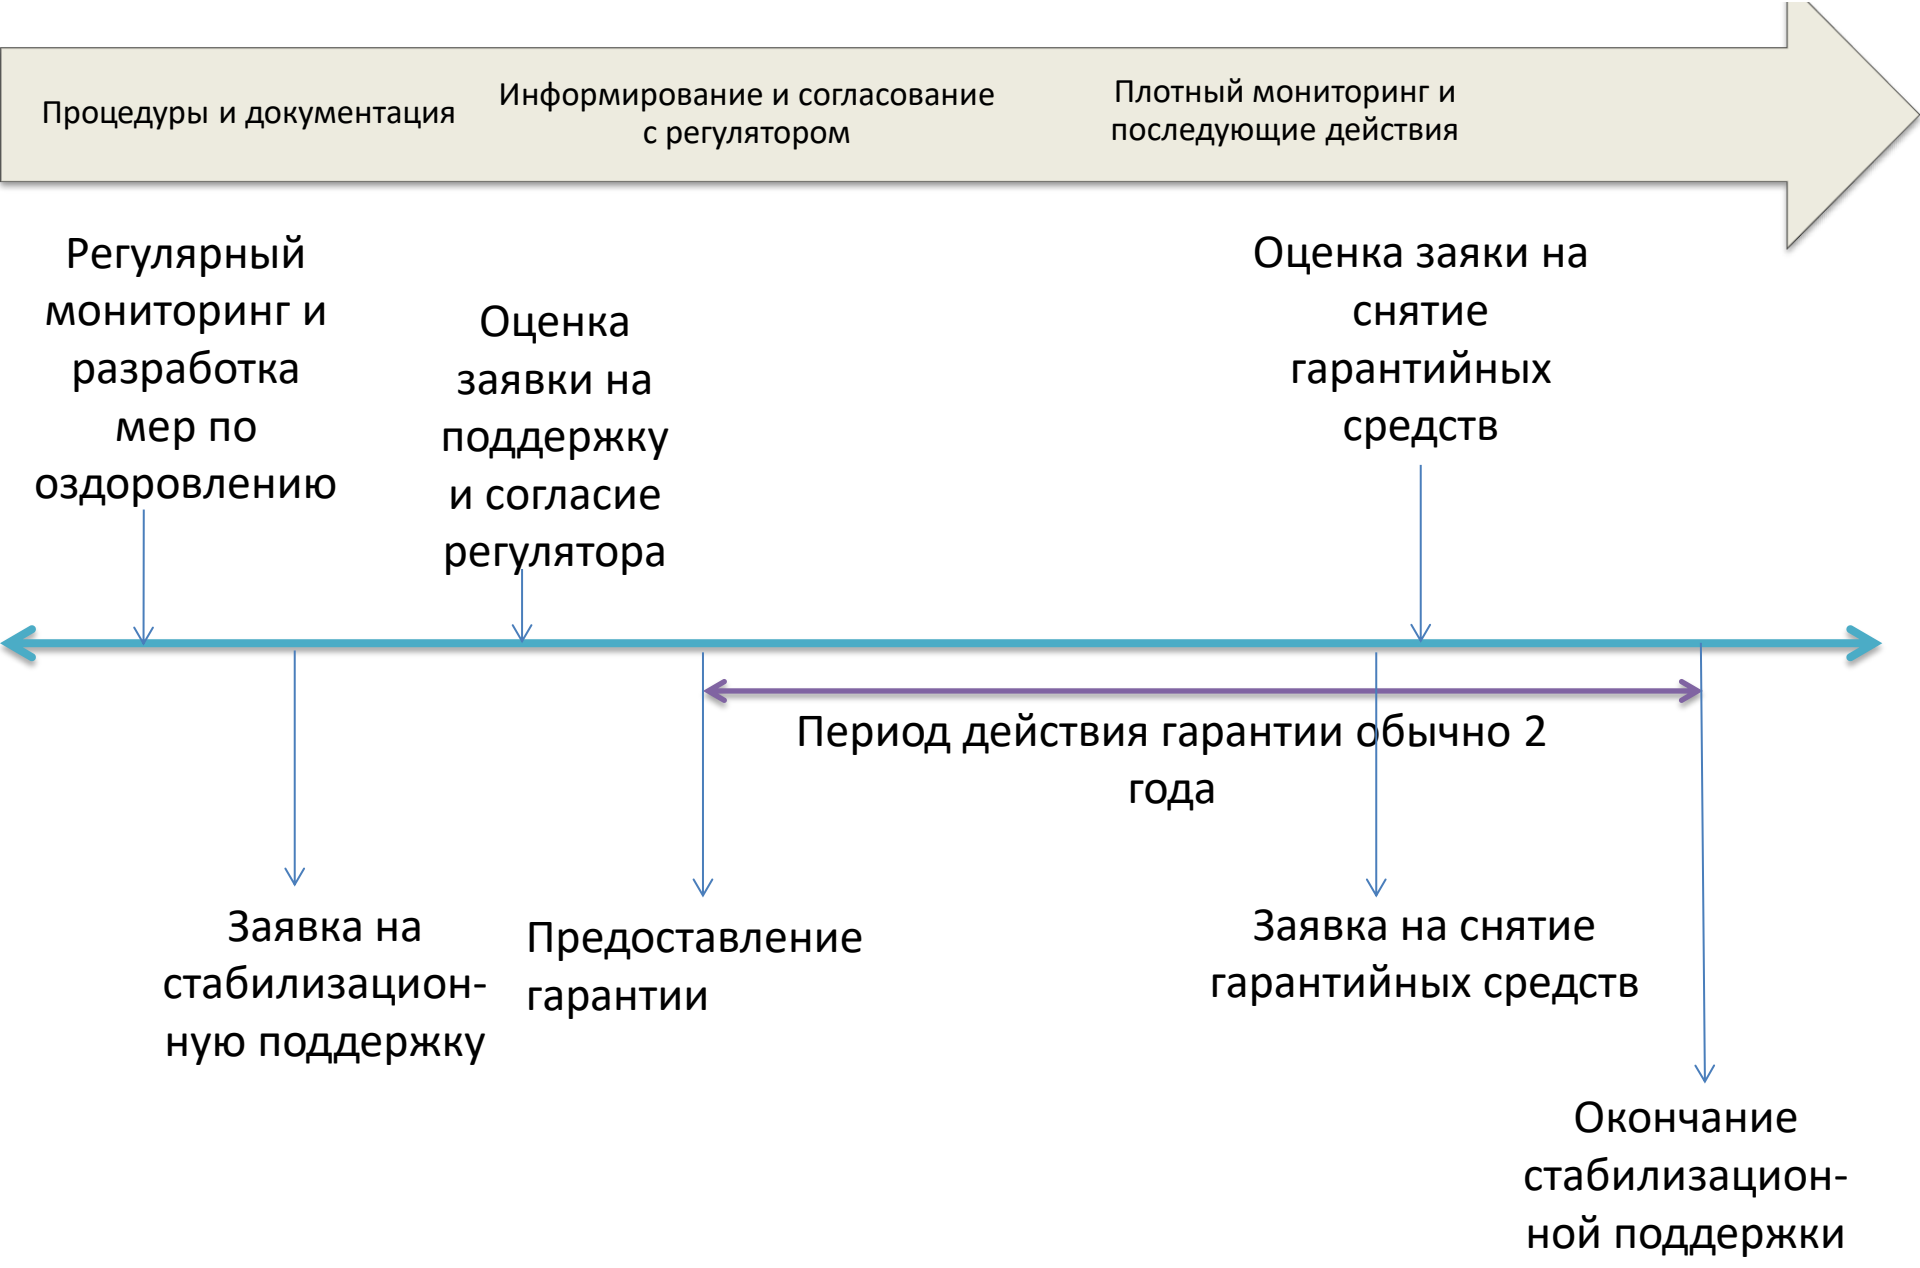 Процедуры и документация
Информирование и согласование
с регулятором
Плотный мониторинг и
последующие действия
Регулярный
мониторинг и
разработка
мер по
оздоровлению
Оценка
заявки на
поддержку
и согласие
регулятора
Оценка заяки на
снятие
гарантийных
средств
Период действия гарантии обычно 2
года
Заявка на
стабилизацион-
ную поддержку
Предоставление
гарантии
Заявка на снятие
гарантийных средств
Окончание
стабилизацион-
ной поддержки